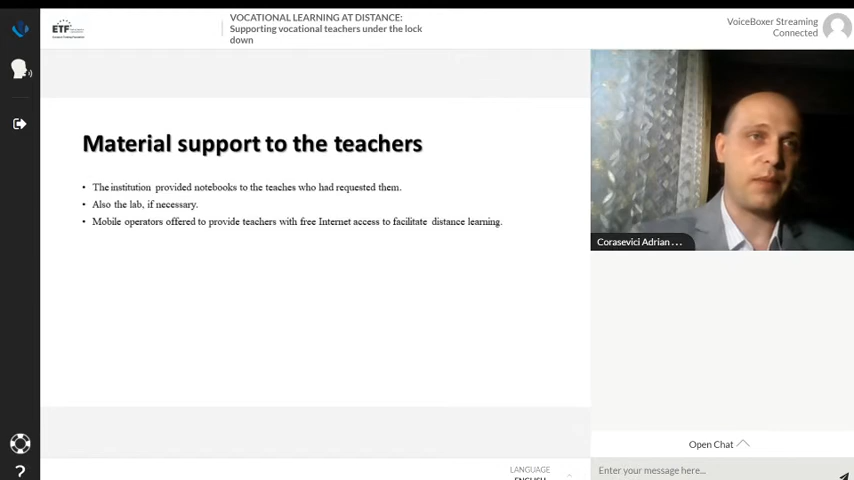 ETF
VOCATIONAL LEARNING AT DISTANCE:
Supporting vocational teachers under the lock
down
VoiceBoxer Streaming
Connected
Material support to the teachers
• The institution provided notebooks to the teaches who had requested them.
• Also the lab, if necessary.
• Mobile operators offered to provide teachers with free Internet access to facilitate distance learning.
Corasevici Adrian ...
Open Chat
LANGUAGE
ENGLISH
Enter your message here...
?